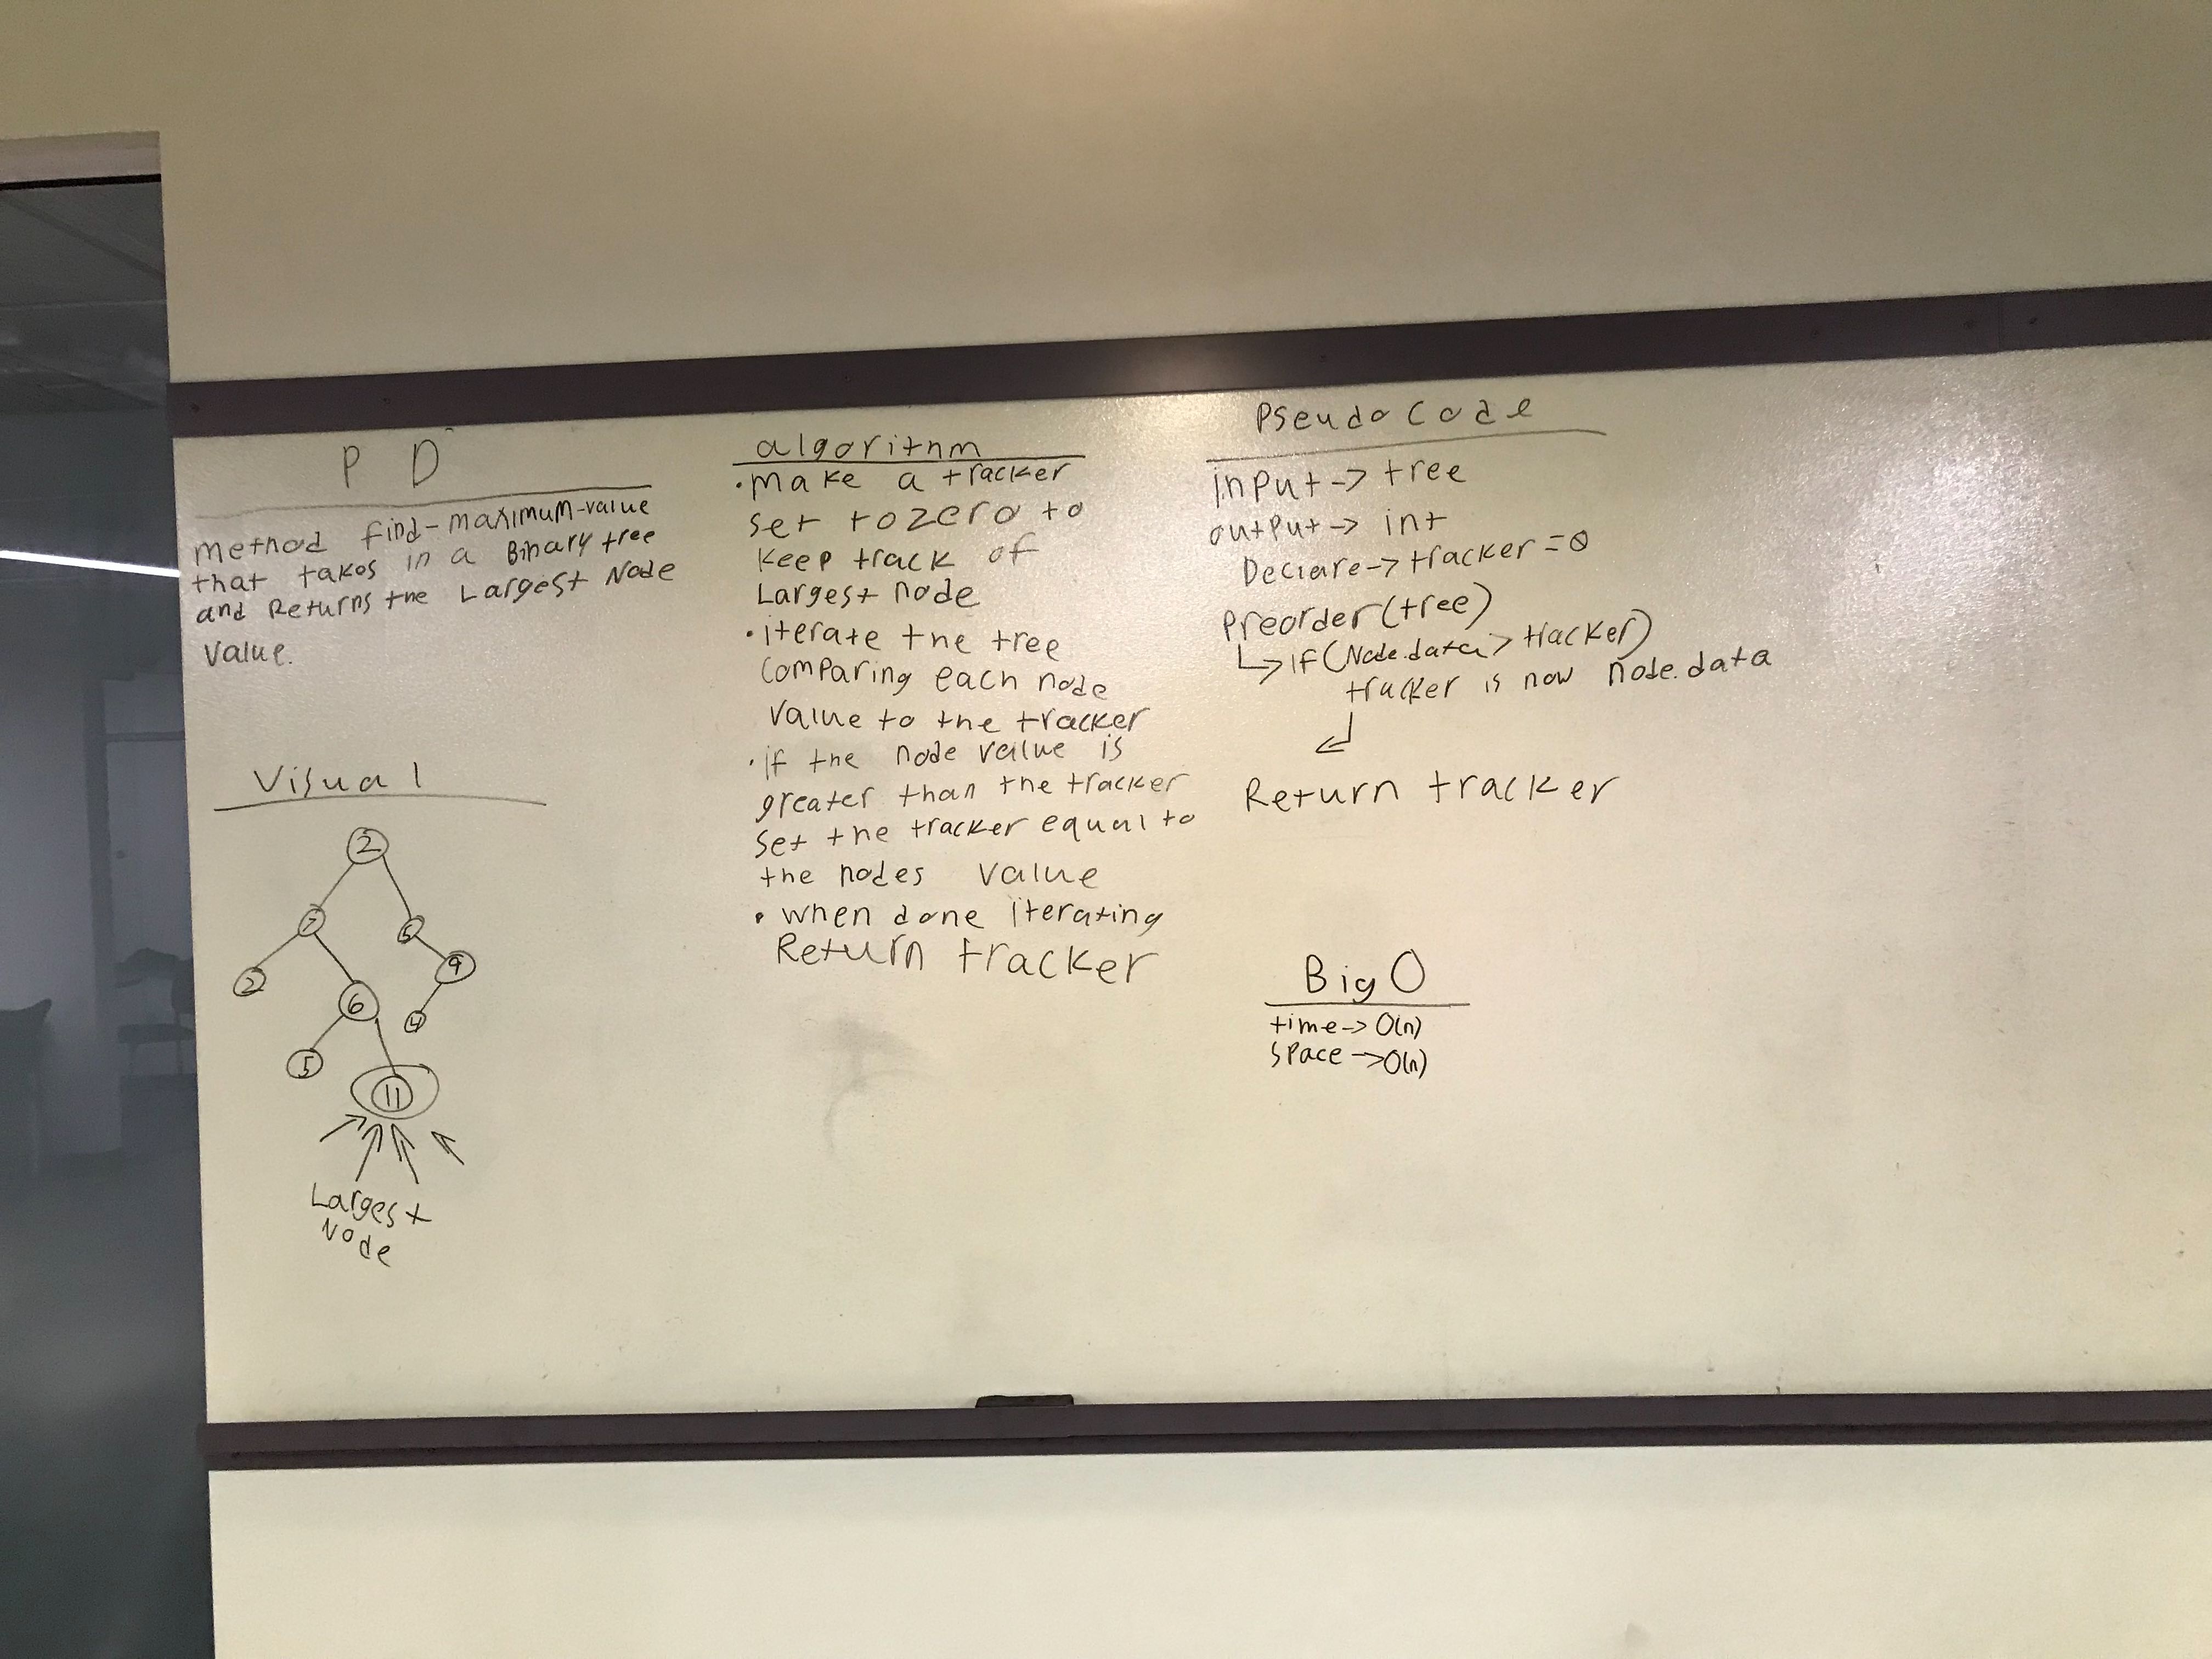 P D
method find-maximum-value
that takes in a Binary tree
and Returns the Largest Node
value.
Visual
2
7
2
6
9
4
5
11
Largest
Node
algorithm
• make a tracker
set to zero to
keep track of
Largest node
• iterate the tree
comparing each node
value to the tracker
• if the node value is
greater than the tracker
set the tracker equal to
the nodes value
• when done iterating
Return tracker
Pseudo Code
input -> tree
output -> int
Declare -> tracker = 0
Preorder(tree)
↳ if (Node.data > tracker)
tracker is now node.data
Return tracker
Big O
time -> O(n)
space -> O(n)